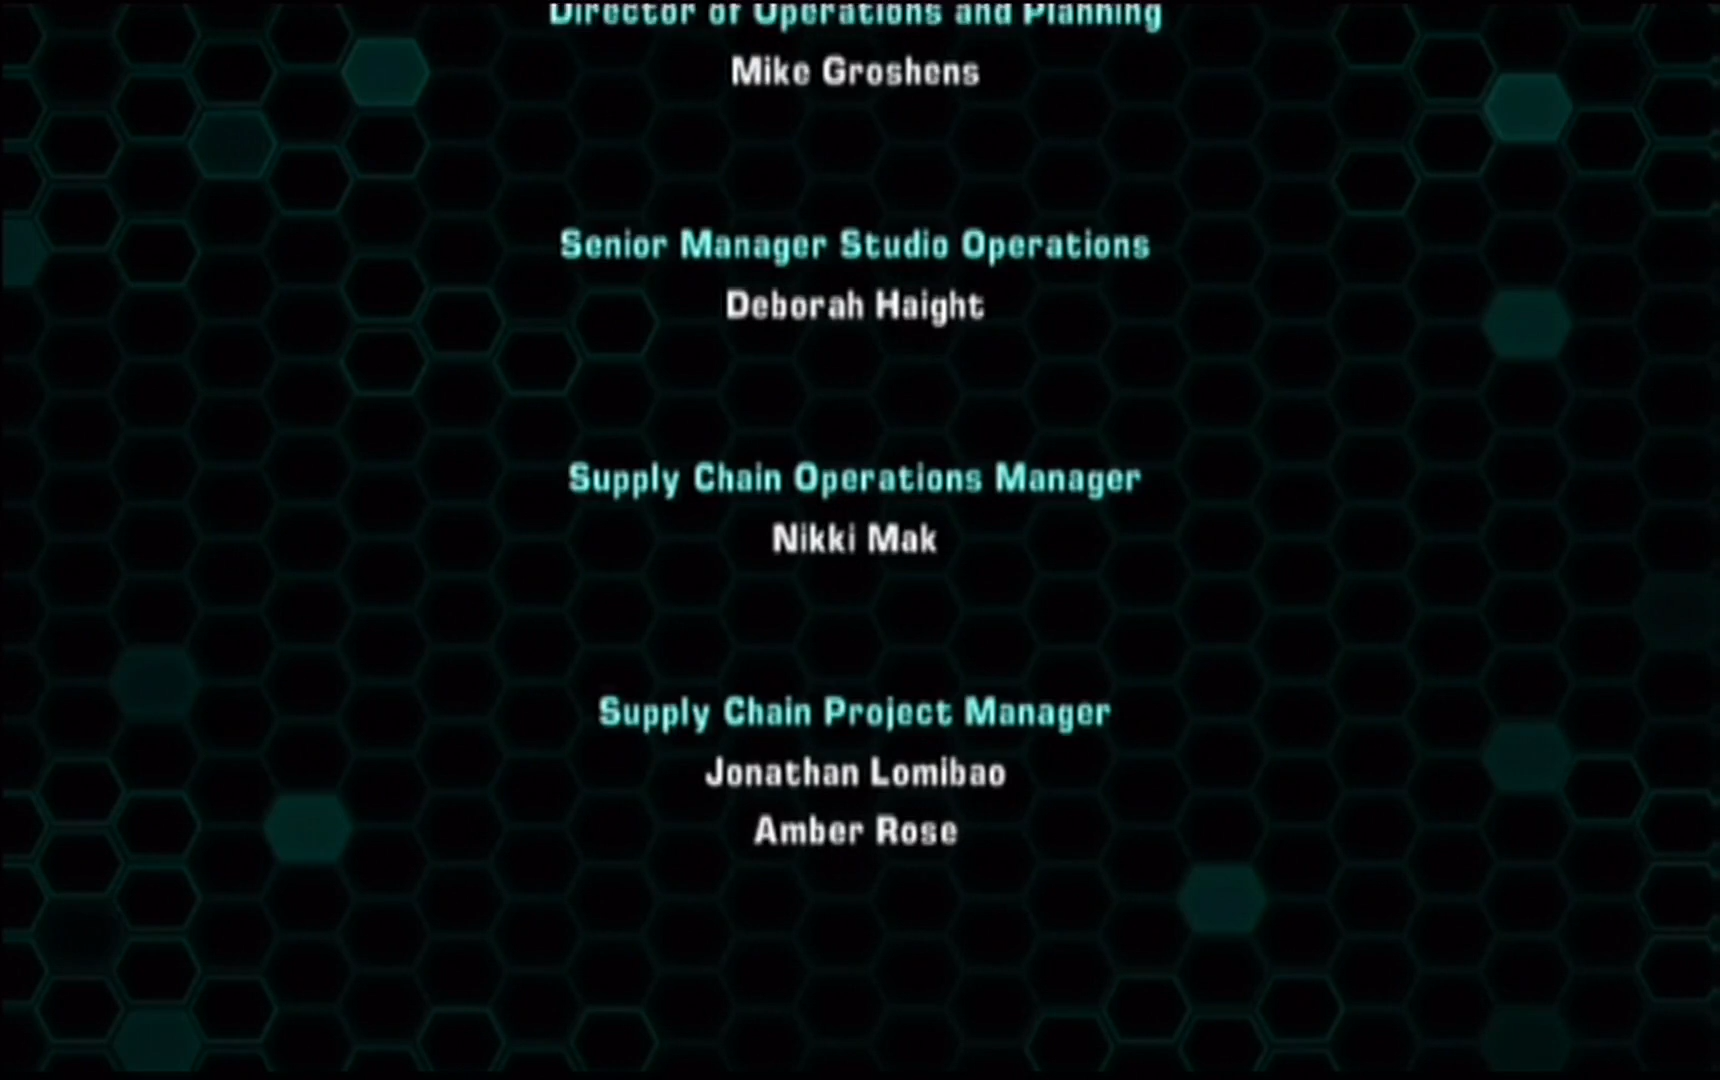 Director of Operations and Planning
Mike Groshens
Senior Manager Studio Operations
Deborah Haight
Supply Chain Operations Manager
Nikki Mak
Supply Chain Project Manager
Jonathan Lomibao
Amber Rose